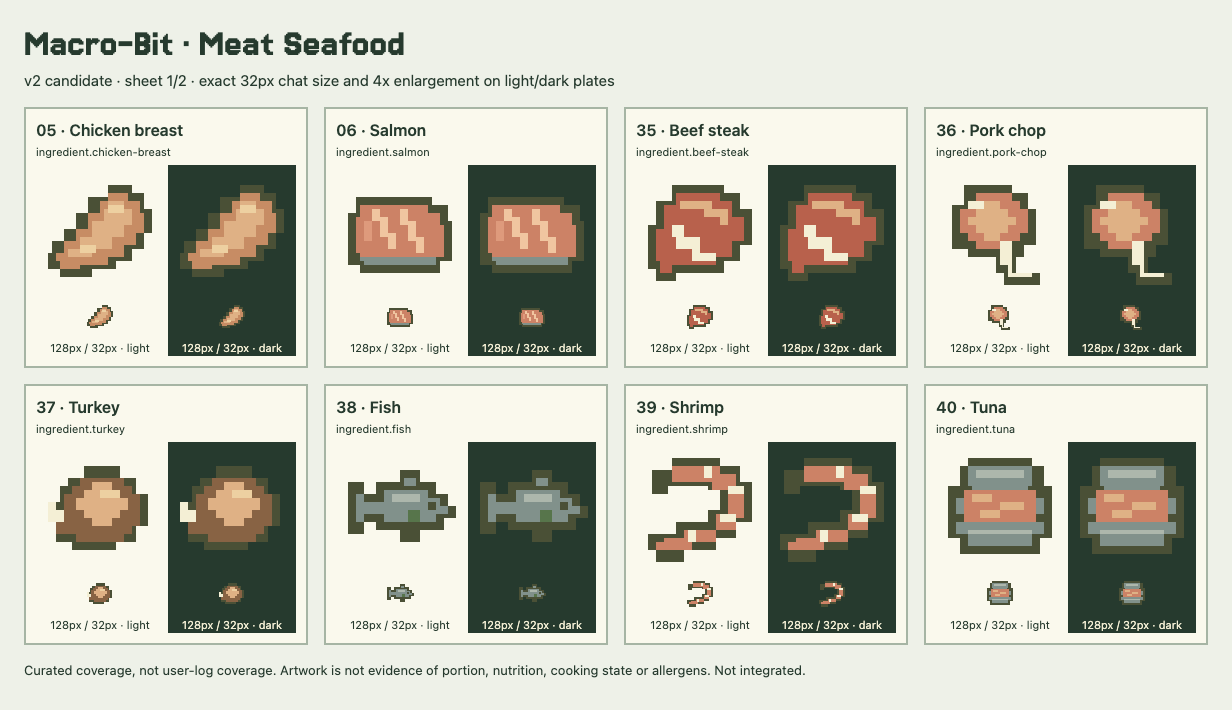 Macro-Bit · Meat Seafood
v2 candidate · sheet 1/2 · exact 32px chat size and 4x enlargement on light/dark plates
05 · Chicken breast
ingredient.chicken-breast
128px / 32px · light
128px / 32px · dark
06 · Salmon
ingredient.salmon
128px / 32px · light
128px / 32px · dark
35 · Beef steak
ingredient.beef-steak
128px / 32px · light
128px / 32px · dark
36 · Pork chop
ingredient.pork-chop
128px / 32px · light
128px / 32px · dark
37 · Turkey
ingredient.turkey
128px / 32px · light
128px / 32px · dark
38 · Fish
ingredient.fish
128px / 32px · light
128px / 32px · dark
39 · Shrimp
ingredient.shrimp
128px / 32px · light
128px / 32px · dark
40 · Tuna
ingredient.tuna
128px / 32px · light
128px / 32px · dark
Curated coverage, not user-log coverage. Artwork is not evidence of portion, nutrition, cooking state or allergens. Not integrated.